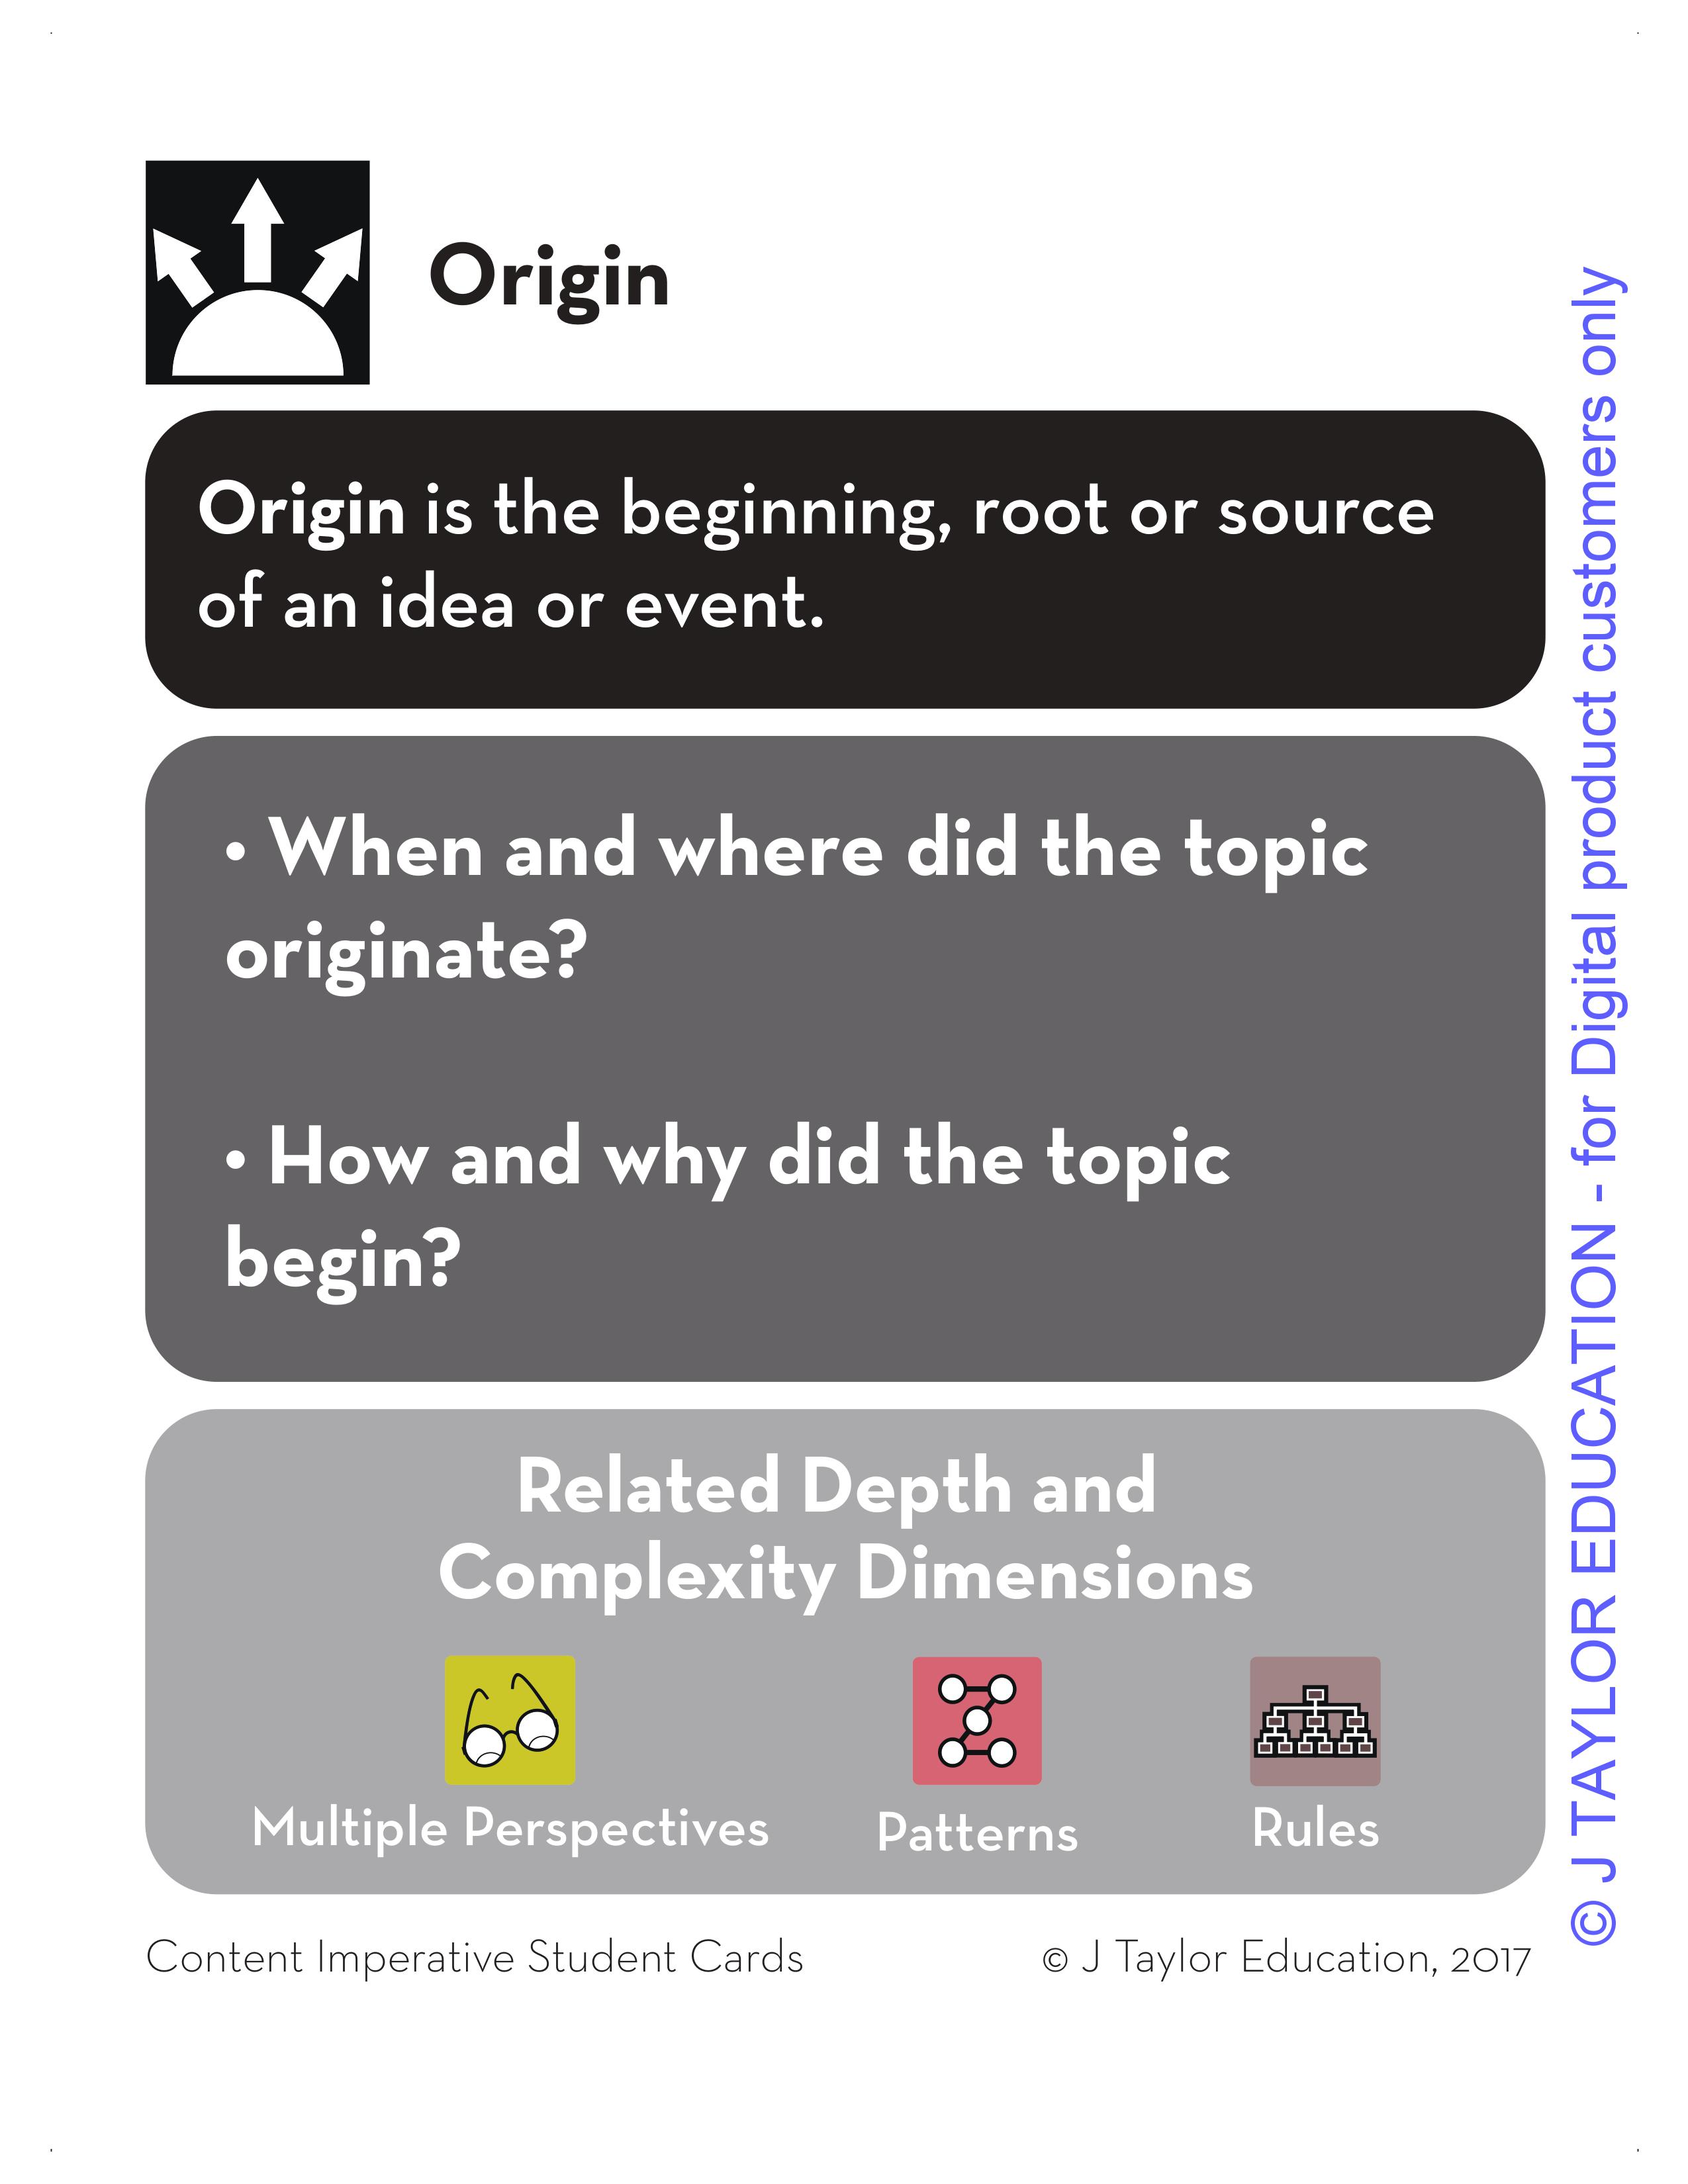 Origin
Origin is the beginning, root or source
of an idea or event.
• When and where did the topic
originate?
• How and why did the topic
begin?
Related Depth and
Complexity Dimensions
Multiple Perspectives
Patterns
Rules
Content Imperative Student Cards
© J Taylor Education, 2017
© J TAYLOR EDUCATION - for Digital product customers only